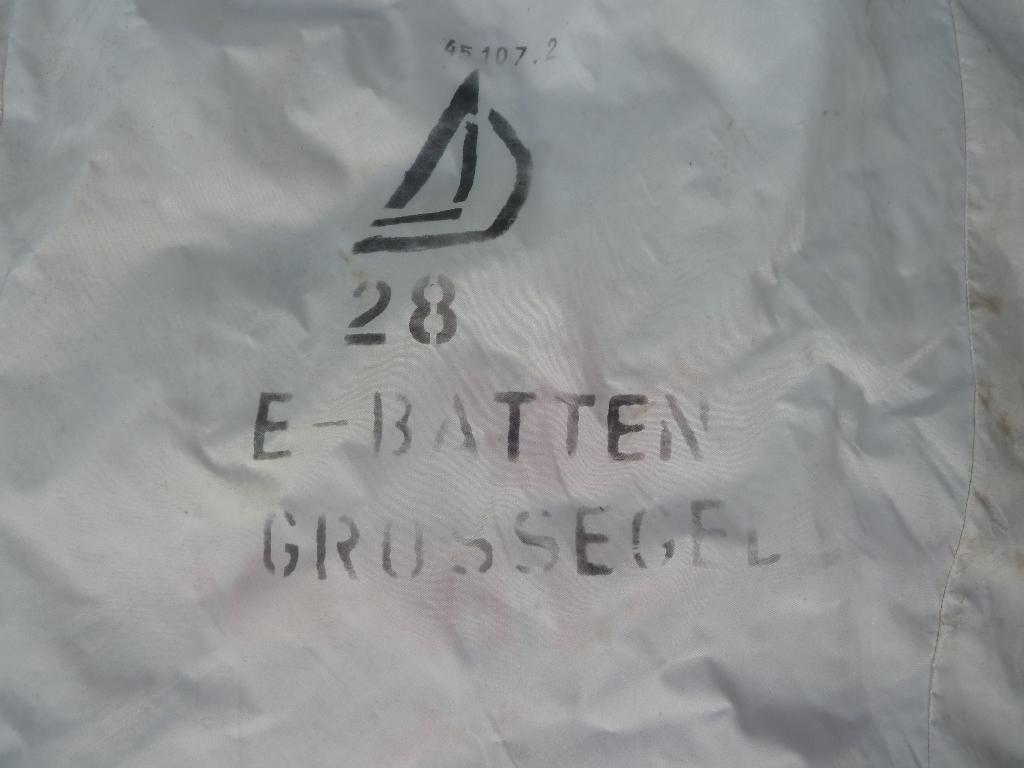 45107.2
28
E-BATTEN
GROSSEGEL